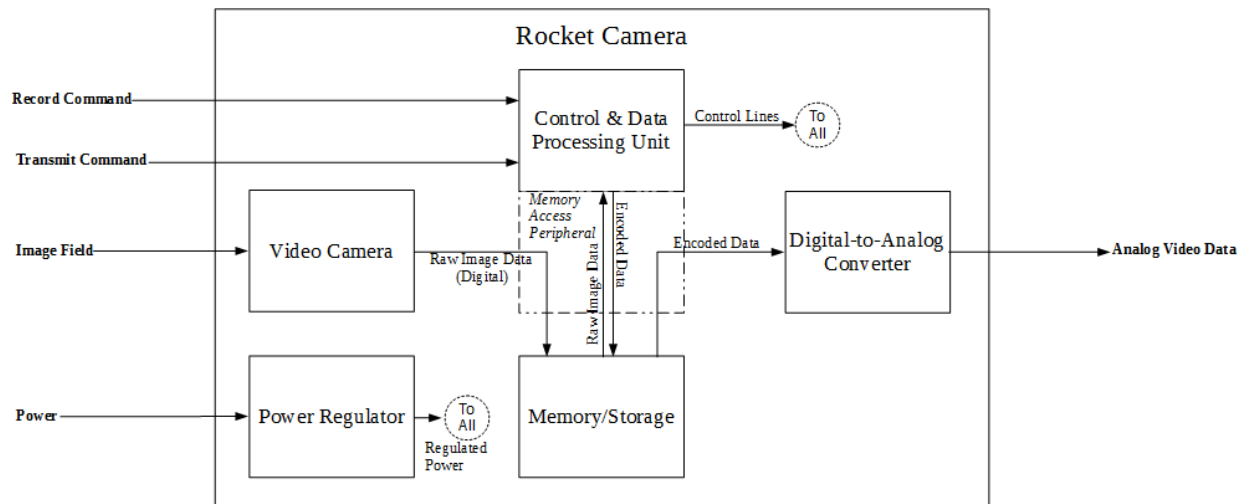 Rocket Camera
Record Command
Control & Data
Processing Unit
Control Lines
To
All
Transmit Command
Memory
Access
Peripheral
Raw Image Data
Encoded Data
Image Field
Video Camera
Raw Image Data
(Digital)
Encoded Data
Digital-to-Analog
Converter
Analog Video Data
Power
Power Regulator
To
All
Regulated
Power
Memory/Storage